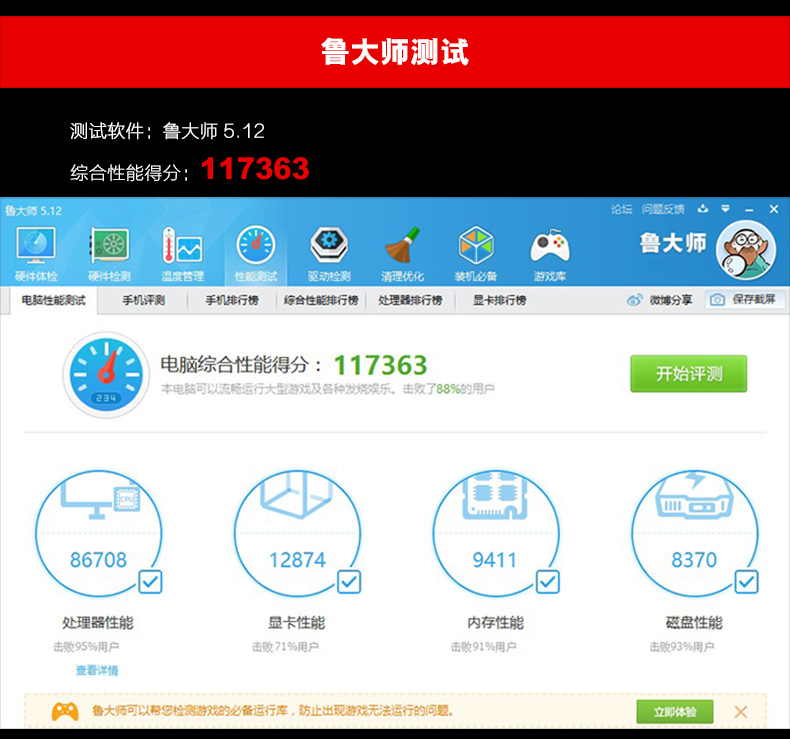 鲁大师测试
测试软件：鲁大师 5.12
综合性能得分：117363
鲁大师 5.12
论坛 问题反馈
硬件体检 硬件检测 温度管理 性能测试 驱动检测 清理优化 装机必备 游戏库 鲁大师
电脑性能测试 手机评测 手机排行榜 综合性能排行榜 处理器排行榜 显卡排行榜 微博分享 保存截屏
电脑综合性能得分：117363
本电脑可以流畅运行大型游戏及各种发烧娱乐。击败了88%的用户
开始评测
234
CPU
86708 12874 9411 8370
处理器性能 显卡性能 内存性能 磁盘性能
击败95%用户 击败71%用户 击败91%用户 击败93%用户
查看详情
鲁大师可以帮您检测游戏的必备运行库，防止出现游戏无法运行的问题。 立即体验